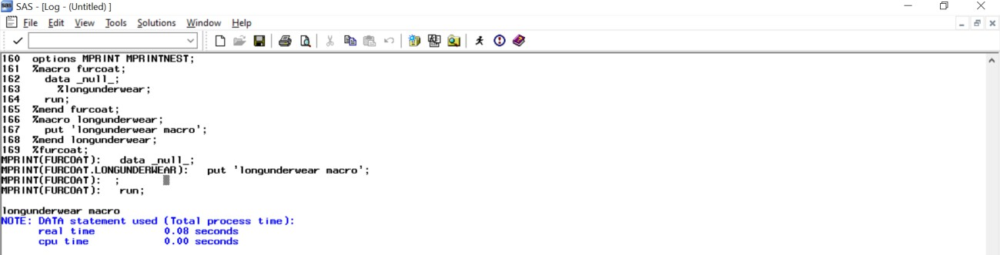 SAS - [Log - (Untitled) ]
File Edit View Tools Solutions Window Help
160 options MPRINT MPRINTNEST;
161 %macro furcoat;
162 data _null_;
163 %longunderwear;
164 run;
165 %mend furcoat;
166 %macro longunderwear;
167 put 'longunderwear macro';
168 %mend longunderwear;
169 %furcoat;
MPRINT(FURCOAT): data _null_;
MPRINT(FURCOAT.LONGUNDERWEAR): put 'longunderwear macro';
MPRINT(FURCOAT): ;
MPRINT(FURCOAT): run;
longunderwear macro
NOTE: DATA statement used (Total process time):
real time 0.08 seconds
cpu time 0.00 seconds